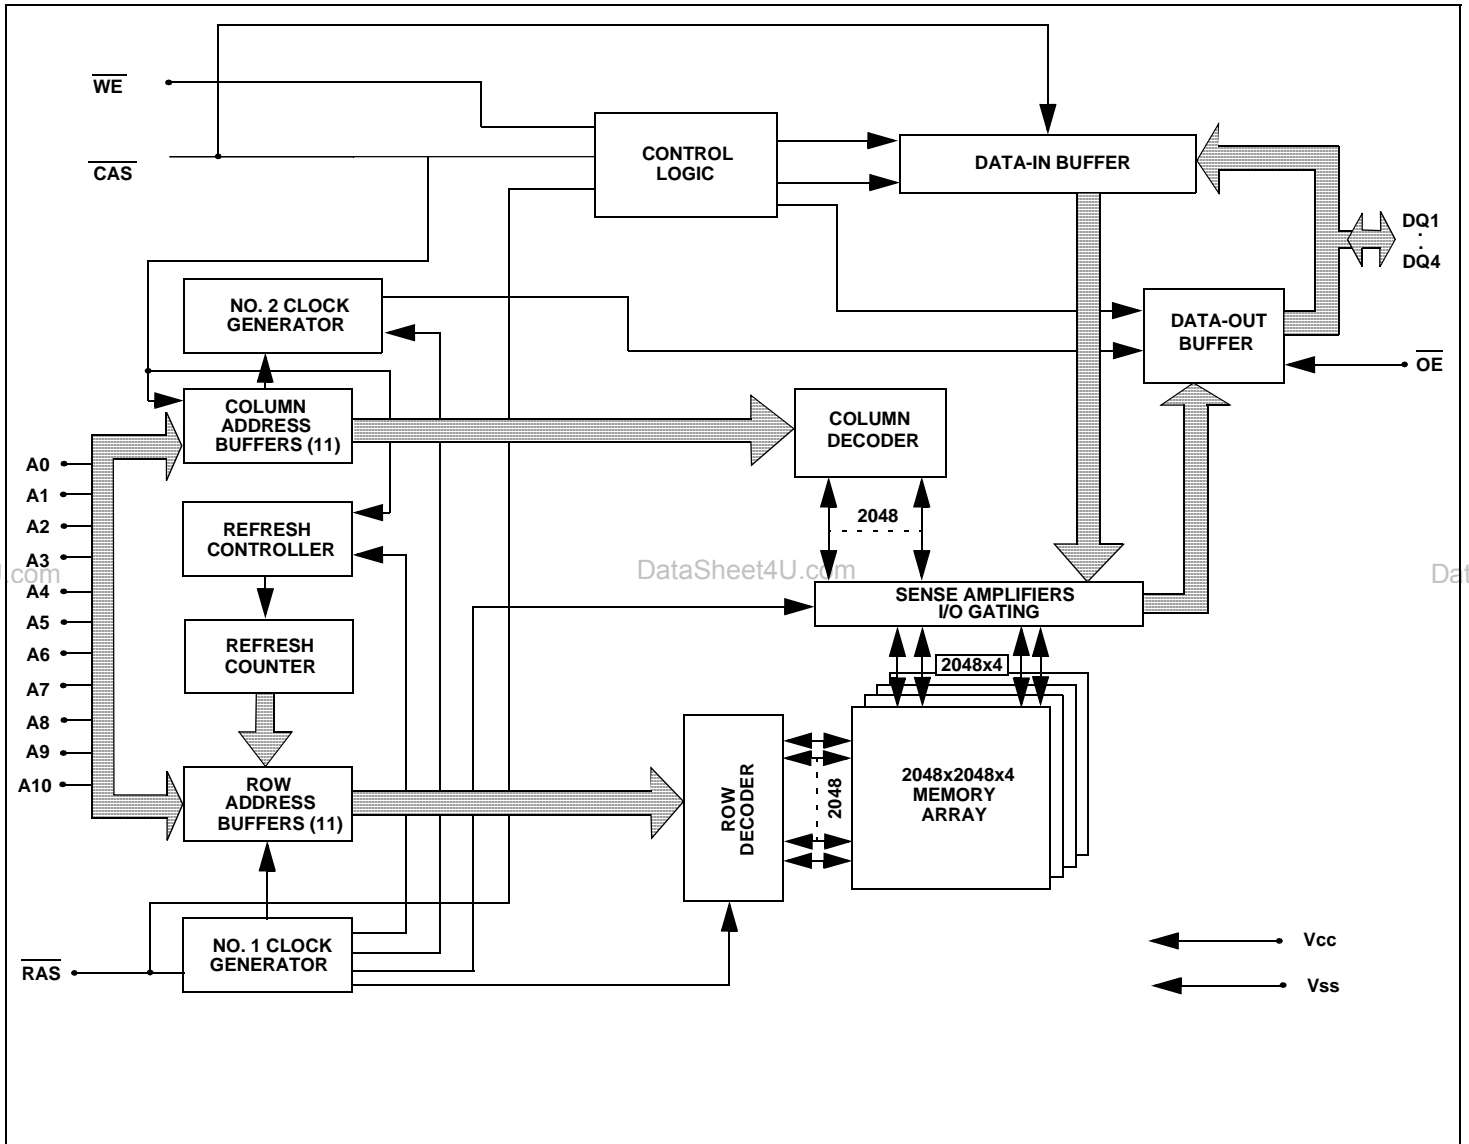 WE
CAS
CONTROL
LOGIC
DATA-IN BUFFER
DQ1
.
.
DQ4
NO. 2 CLOCK
GENERATOR
DATA-OUT
BUFFER
OE
COLUMN
ADDRESS
BUFFERS (11)
COLUMN
DECODER
A0
A1
A2
A3
A4
A5
A6
A7
A8
A9
A10
2048
REFRESH
CONTROLLER
J.com
DataSheet4U.com
Dat
SENSE AMPLIFIERS
I/O GATING
REFRESH
COUNTER
2048x4
ROW
ADDRESS
BUFFERS (11)
ROW
DECODER
2048
2048x2048x4
MEMORY
ARRAY
NO. 1 CLOCK
GENERATOR
RAS
Vcc
Vss